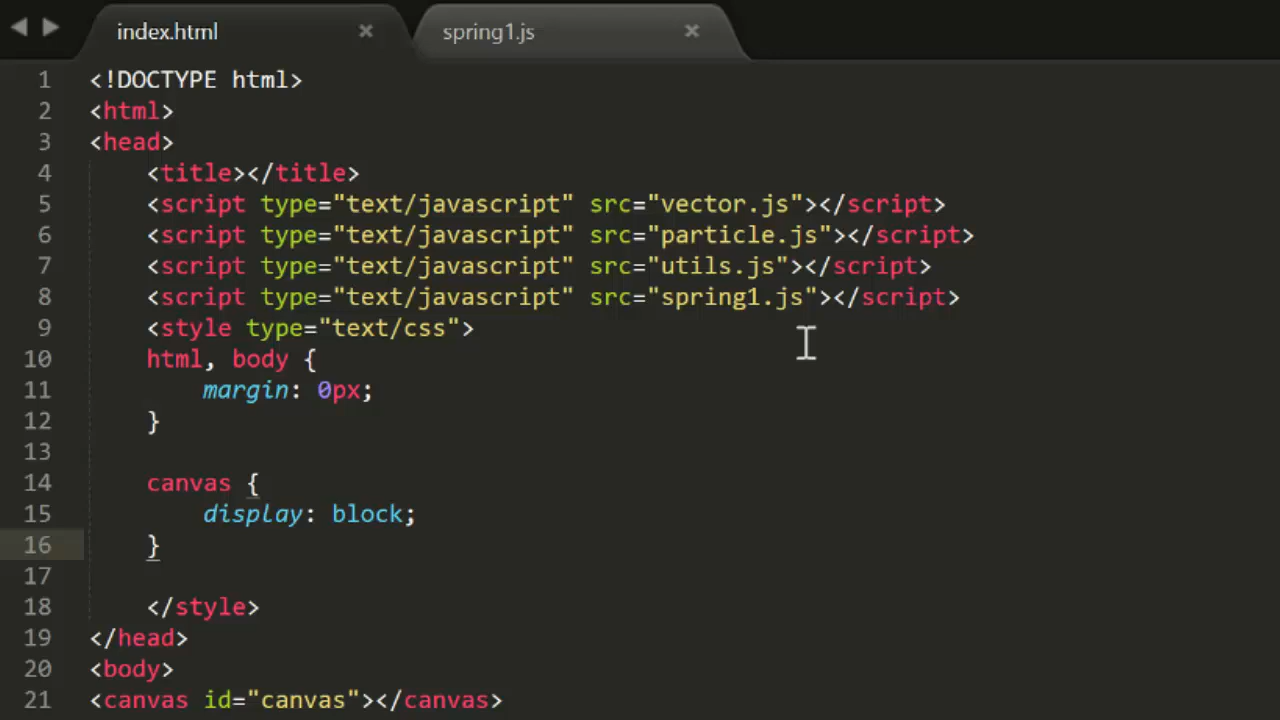 index.html × spring1.js ×
1 <!DOCTYPE html>
2 <html>
3 <head>
4 <title></title>
5 <script type="text/javascript" src="vector.js"></script>
6 <script type="text/javascript" src="particle.js"></script>
7 <script type="text/javascript" src="utils.js"></script>
8 <script type="text/javascript" src="spring1.js"></script>
9 <style type="text/css">
10 html, body {
11 margin: 0px;
12 }
13
14 canvas {
15 display: block;
16 }
17
18 </style>
19 </head>
20 <body>
21 <canvas id="canvas"></canvas>